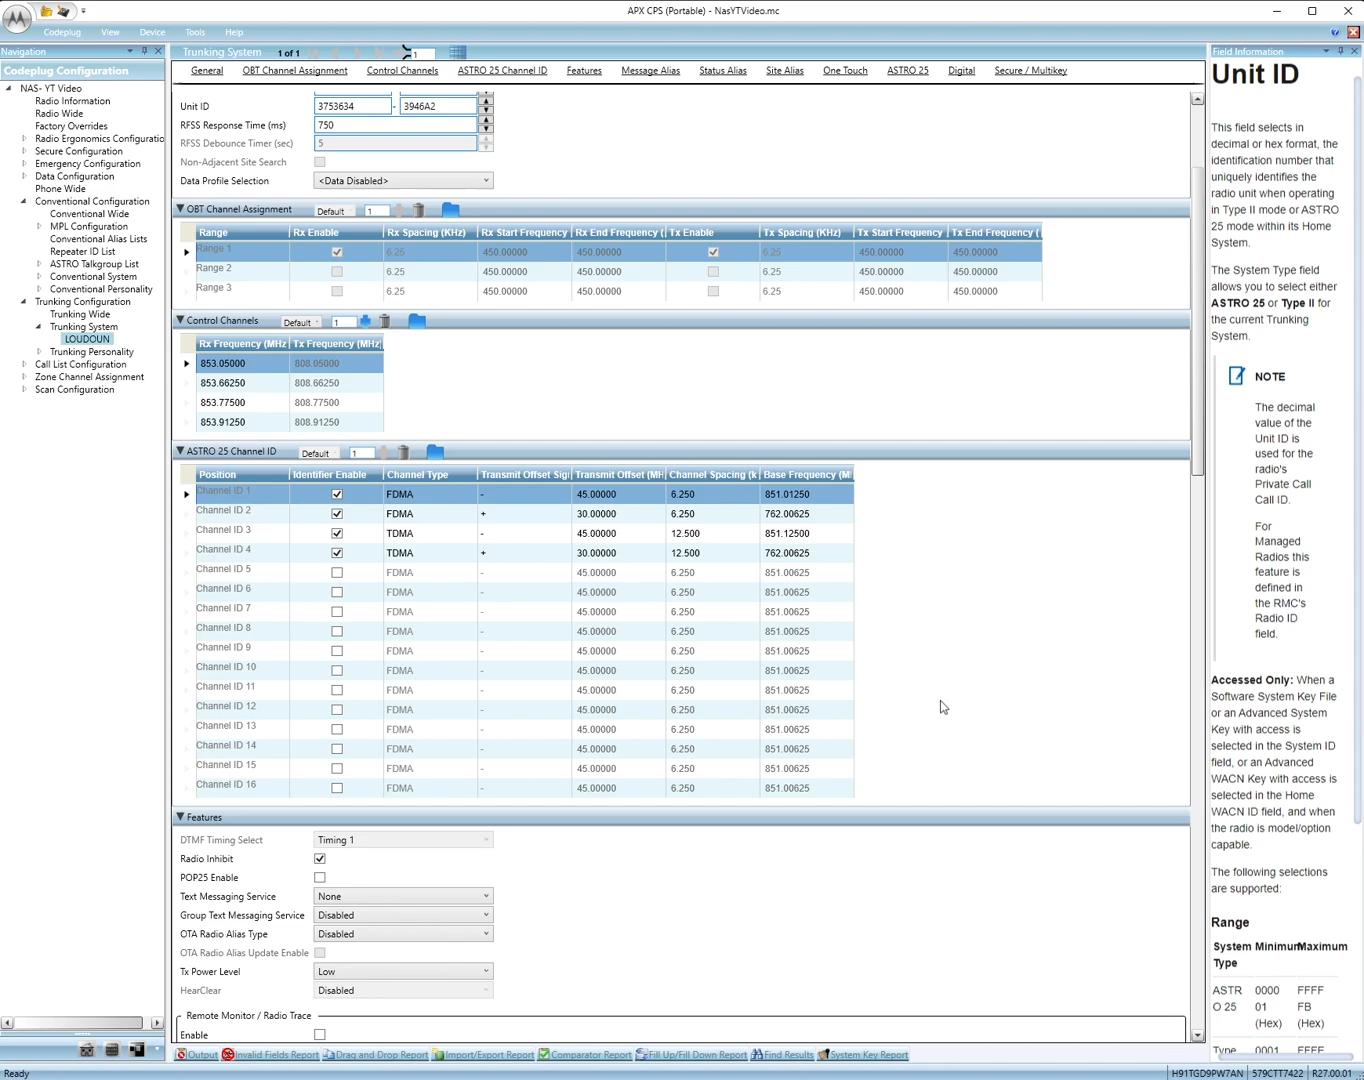 APX CPS (Portable) - NasYTVideo.mc
Codeplug View Device Tools Help
Navigation
Codeplug Configuration
NAS- YT Video
Radio Information
Radio Wide
Factory Overrides
Radio Ergonomics Configuratio
Secure Configuration
Emergency Configuration
Data Configuration
Phone Wide
Conventional Configuration
Conventional Wide
MPL Configuration
Conventional Alias Lists
Repeater ID List
ASTRO Talkgroup List
Conventional System
Conventional Personality
Trunking Configuration
Trunking Wide
Trunking System
LOUDOUN
Trunking Personality
Call List Configuration
Zone Channel Assignment
Scan Configuration
Trunking System 1 of 1 1
General OBT Channel Assignment Control Channels ASTRO 25 Channel ID Features Message Alias Status Alias Site Alias One Touch ASTRO 25 Digital Secure / Multikey
Unit ID 3753634 - 3946A2
RFSS Response Time (ms) 750
RFSS Debounce Timer (sec) 5
Non-Adjacent Site Search
Data Profile Selection <Data Disabled>
OBT Channel Assignment Default 1
Range Rx Enable Rx Spacing (KHz) Rx Start Frequency Rx End Frequency ( Tx Enable Tx Spacing (KHz) Tx Start Frequency Tx End Frequency (
Range 1 6.25 450.00000 450.00000 6.25 450.00000 450.00000
Range 2 6.25 450.00000 450.00000 6.25 450.00000 450.00000
Range 3 6.25 450.00000 450.00000 6.25 450.00000 450.00000
Control Channels Default 1
Rx Frequency (MHz Tx Frequency (MHz)
853.05000 808.05000
853.66250 808.66250
853.77500 808.77500
853.91250 808.91250
ASTRO 25 Channel ID Default 1
Position Identifier Enable Channel Type Transmit Offset Sig Transmit Offset (MH Channel Spacing (k Base Frequency (M
Channel ID 1 FDMA - 45.00000 6.250 851.01250
Channel ID 2 FDMA + 30.00000 6.250 762.00625
Channel ID 3 TDMA - 45.00000 12.500 851.12500
Channel ID 4 TDMA + 30.00000 12.500 762.00625
Channel ID 5 FDMA - 45.00000 6.250 851.00625
Channel ID 6 FDMA - 45.00000 6.250 851.00625
Channel ID 7 FDMA - 45.00000 6.250 851.00625
Channel ID 8 FDMA - 45.00000 6.250 851.00625
Channel ID 9 FDMA - 45.00000 6.250 851.00625
Channel ID 10 FDMA - 45.00000 6.250 851.00625
Channel ID 11 FDMA - 45.00000 6.250 851.00625
Channel ID 12 FDMA - 45.00000 6.250 851.00625
Channel ID 13 FDMA - 45.00000 6.250 851.00625
Channel ID 14 FDMA - 45.00000 6.250 851.00625
Channel ID 15 FDMA - 45.00000 6.250 851.00625
Channel ID 16 FDMA - 45.00000 6.250 851.00625
Features
DTMF Timing Select Timing 1
Radio Inhibit
POP25 Enable
Text Messaging Service None
Group Text Messaging Service Disabled
OTA Radio Alias Type Disabled
OTA Radio Alias Update Enable
Tx Power Level Low
HearClear Disabled
Remote Monitor / Radio Trace
Enable
Output Invalid Fields Report Drag and Drop Report Import/Export Report Comparator Report Fill Up/Fill Down Report Find Results System Key Report
Field Information
Unit ID
This field selects in
decimal or hex format, the
identification number that
uniquely identifies the
radio unit when operating
in Type II mode or ASTRO
25 mode within its Home
System.
The System Type field
allows you to select either
ASTRO 25 or Type II for
the current Trunking
System.
NOTE
The decimal
value of the
Unit ID is
used for the
radio's
Private Call
Call ID.
For
Managed
Radios this
feature is
defined in
the RMC's
Radio ID
field.
Accessed Only: When a
Software System Key File
or an Advanced System
Key with access is
selected in the System ID
field, or an Advanced
WACN Key with access is
selected in the Home
WACN ID field, and when
the radio is model/option
capable.
The following selections
are supported:
Range
System Minimum Maximum
Type
ASTR 0000 FFFF
O 25 01 FB
(Hex) (Hex)
Type 0001 FFFF
Ready
H91TGD9PW7AN 579CTT7422 R27.00.01